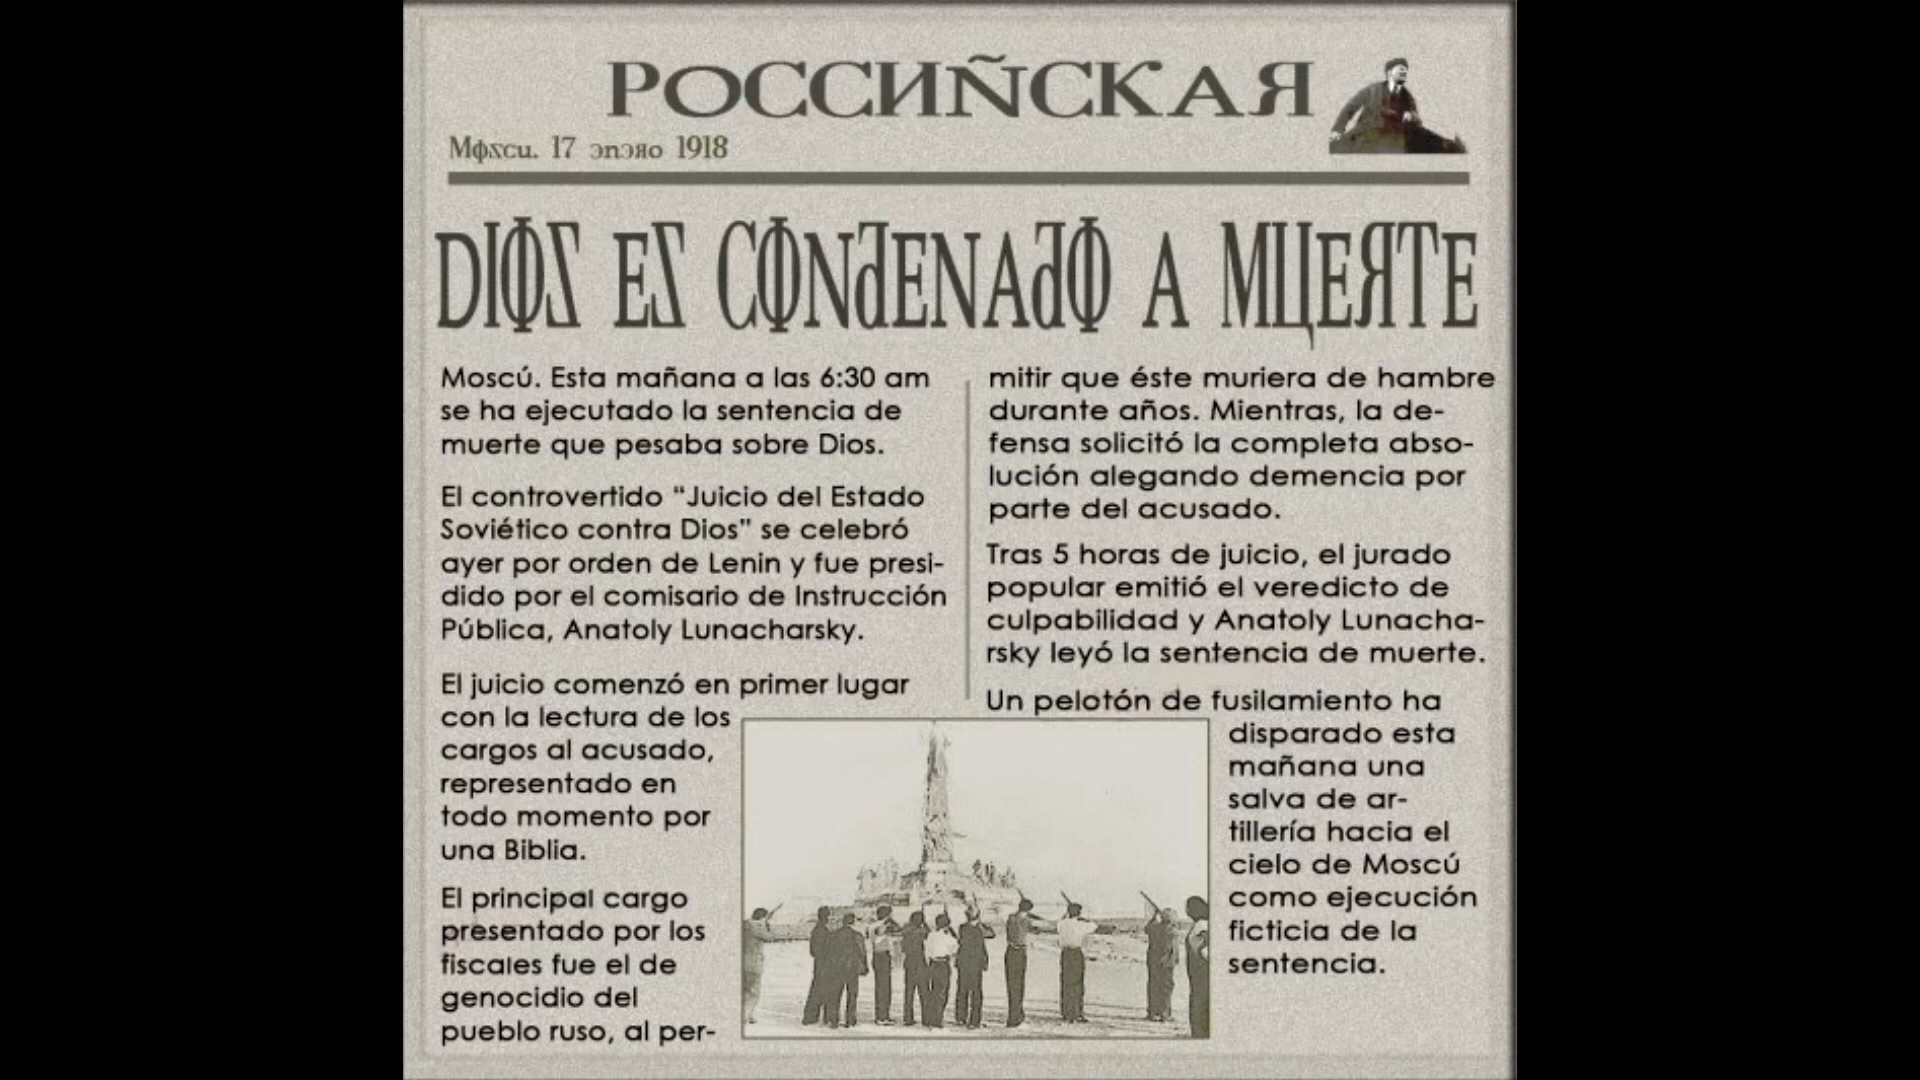 РОССИÑСКАЯ
Mфzcu. 17 эnэяo 1918
DIФZ EZ CФNdENAdФ A MЦEЯTE
Moscú. Esta mañana a las 6:30 am
se ha ejecutado la sentencia de
muerte que pesaba sobre Dios.
El controvertido “Juicio del Estado
Soviético contra Dios” se celebró
ayer por orden de Lenin y fue presi-
dido por el comisario de Instrucción
Pública, Anatoly Lunacharsky.
El juicio comenzó en primer lugar
con la lectura de los
cargos al acusado,
representado en
todo momento por
una Biblia.
El principal cargo
presentado por los
fiscales fue el de
genocidio del
pueblo ruso, al per-
mitir que éste muriera de hambre
durante años. Mientras, la de-
fensa solicitó la completa abso-
lución alegando demencia por
parte del acusado.
Tras 5 horas de juicio, el jurado
popular emitió el veredicto de
culpabilidad y Anatoly Lunacha-
rsky leyó la sentencia de muerte.
Un pelotón de fusilamiento ha
disparado esta
mañana una
salva de ar-
tillería hacia el
cielo de Moscú
como ejecución
ficticia de la
sentencia.